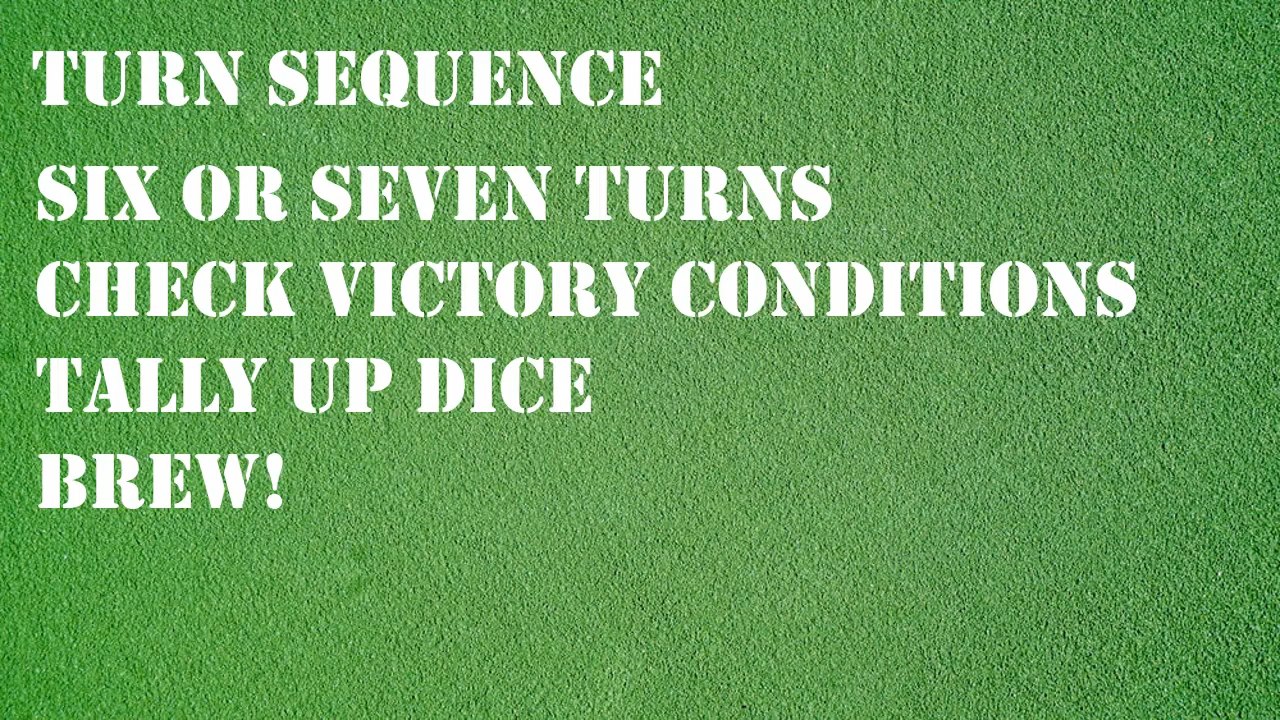 TURN SEQUENCE
SIX OR SEVEN TURNS
CHECK VICTORY CONDITIONS
TALLY UP DICE
BREW!